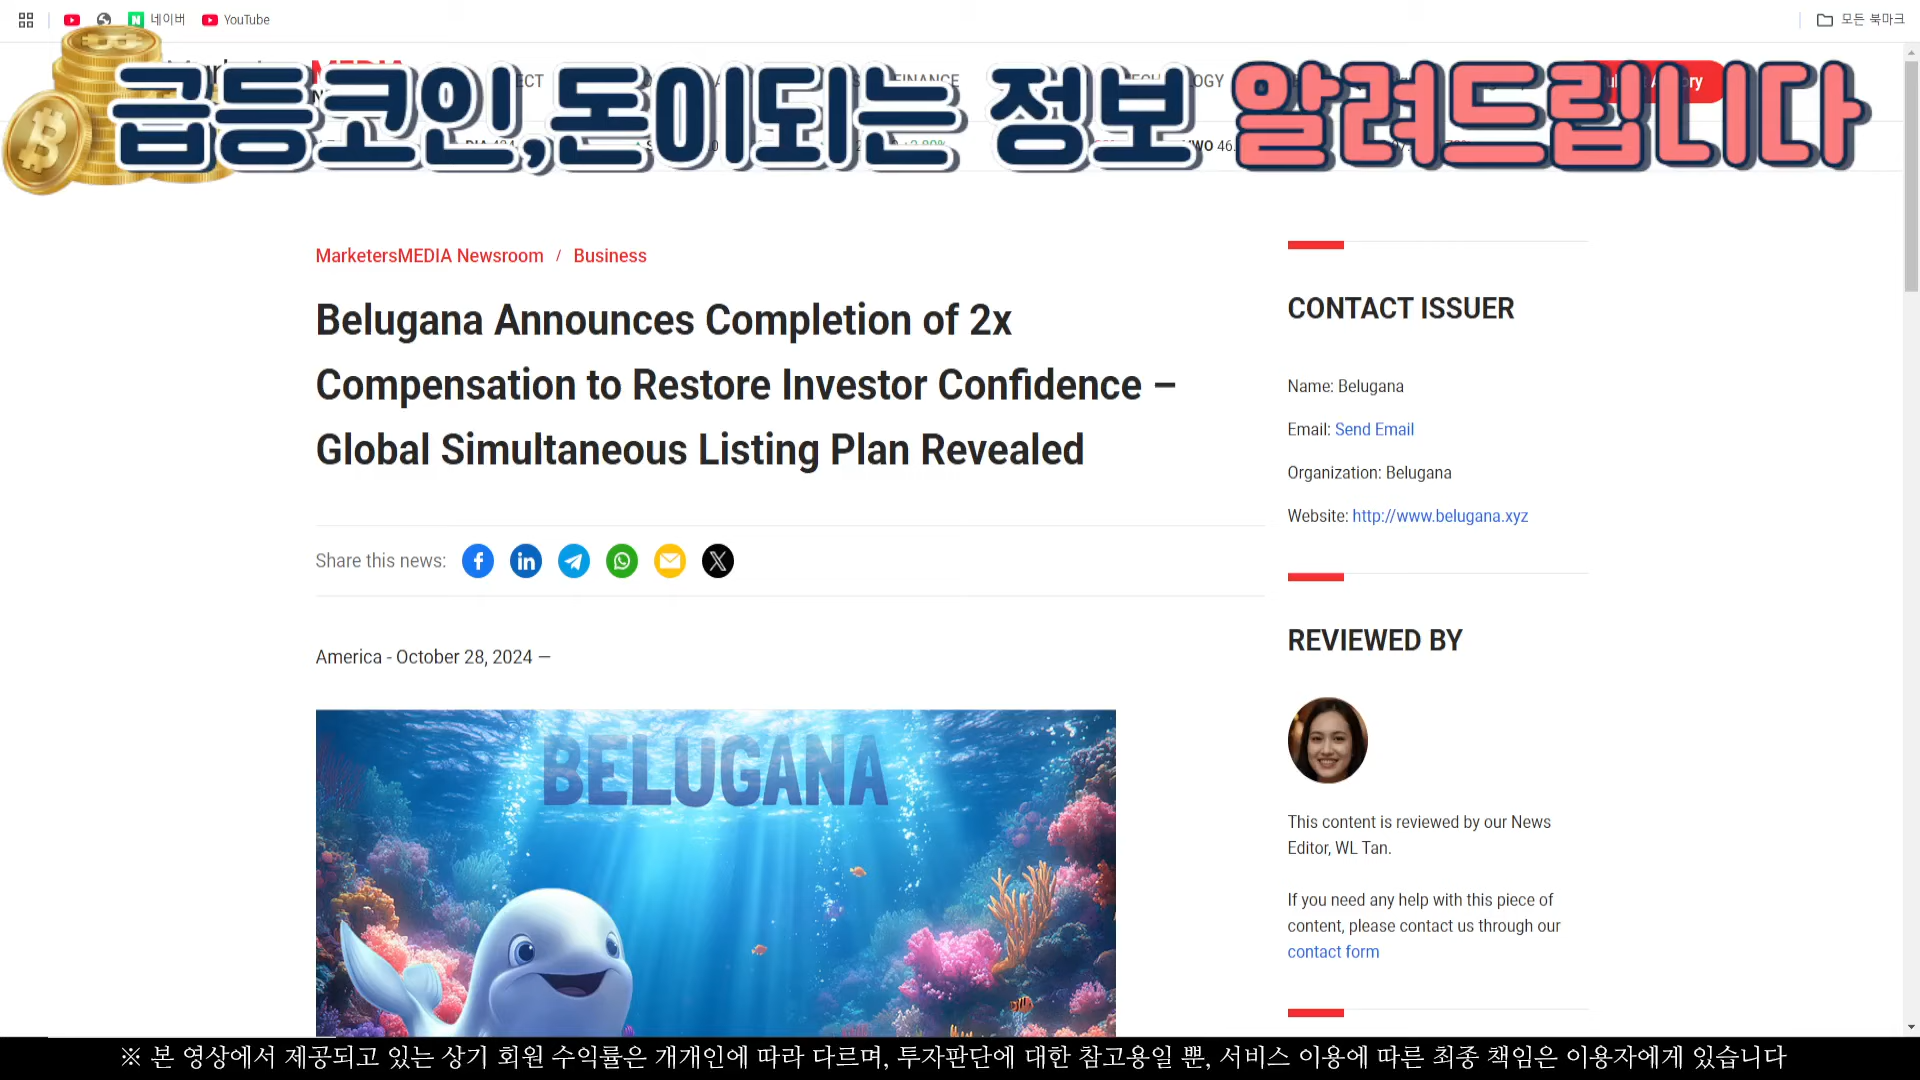 네이버
YouTube
모든 북마크
급등코인,돈이되는 정보 알려드립니다
MarketersMEDIA Newsroom / Business
Belugana Announces Completion of 2x
Compensation to Restore Investor Confidence –
Global Simultaneous Listing Plan Revealed
Share this news:
America - October 28, 2024 —
BELUGANA
CONTACT ISSUER
Name: Belugana
Email: Send Email
Organization: Belugana
Website: http://www.belugana.xyz
REVIEWED BY
This content is reviewed by our News
Editor, WL Tan.
If you need any help with this piece of
content, please contact us through our
contact form
※ 본 영상에서 제공되고 있는 상기 회원 수익률은 개개인에 따라 다르며, 투자판단에 대한 참고용일 뿐, 서비스 이용에 따른 최종 책임은 이용자에게 있습니다